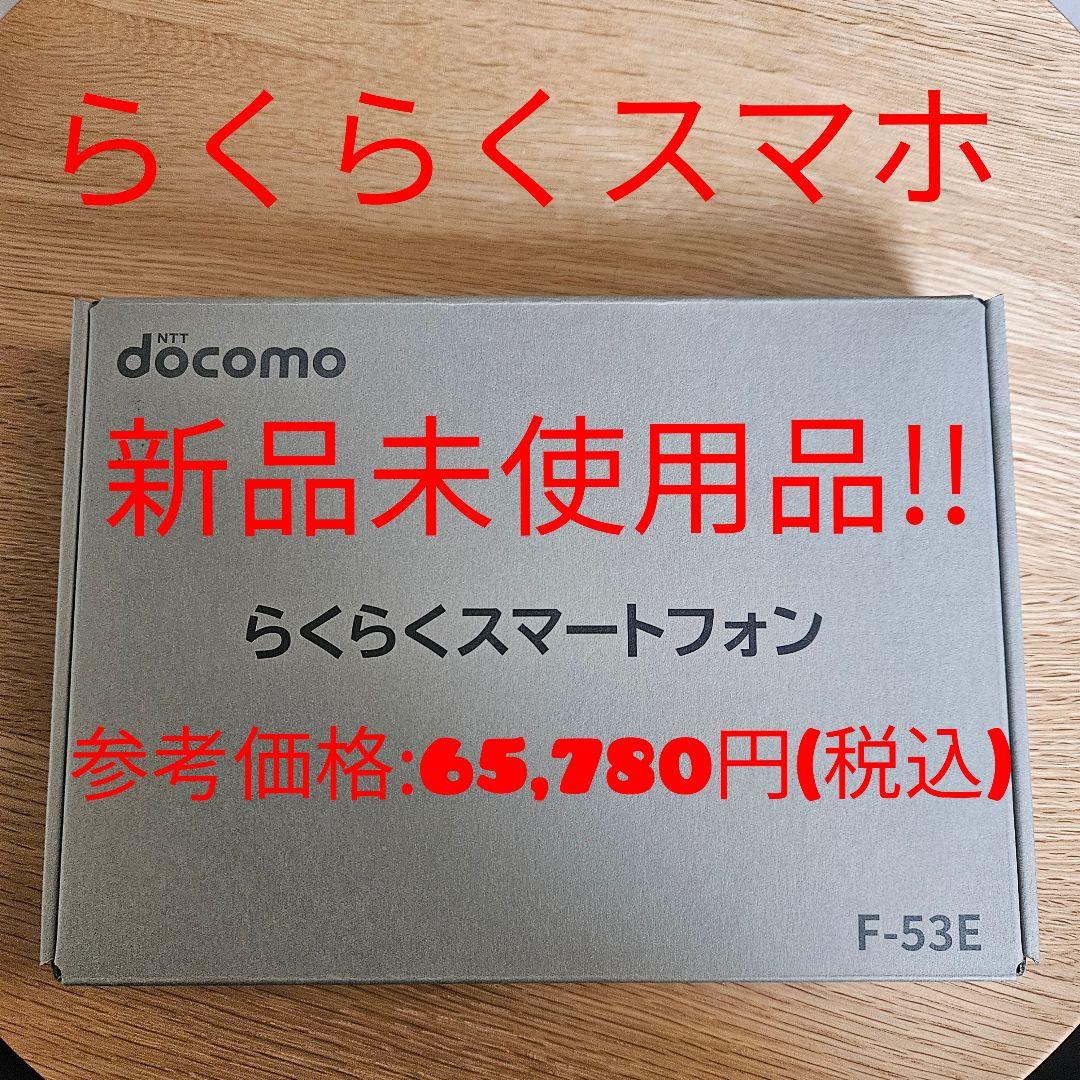 らくらくスマホ
NTT
docomo
新品未使用品!!
らくらくスマートフォン
参考価格:65,780円(税込)
F-53E